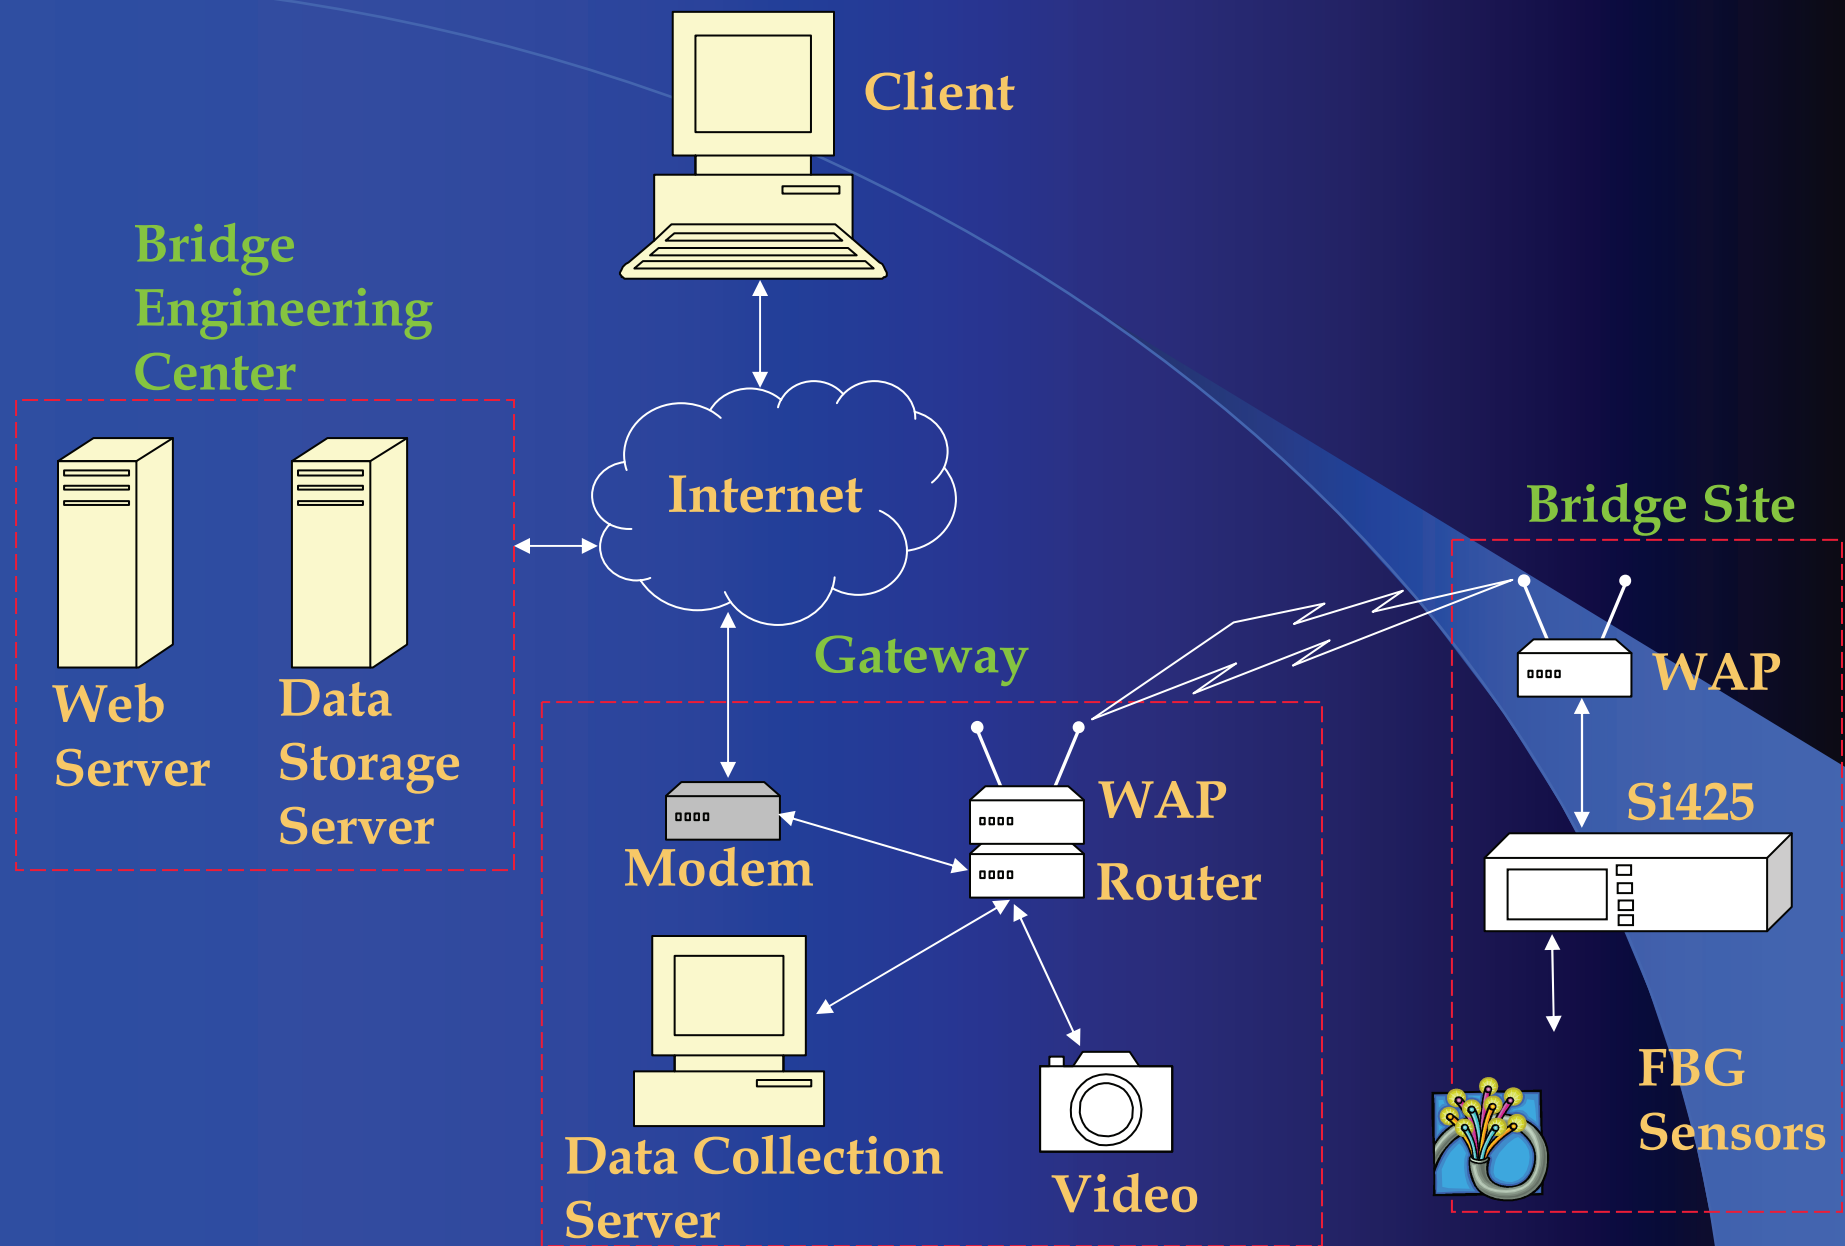 Client
Bridge
Engineering
Center
Internet
Bridge Site
Gateway
WAP
Web
Server
Data
Storage
Server
Modem
WAP
Router
Si425
Data Collection
Server
Video
FBG
Sensors